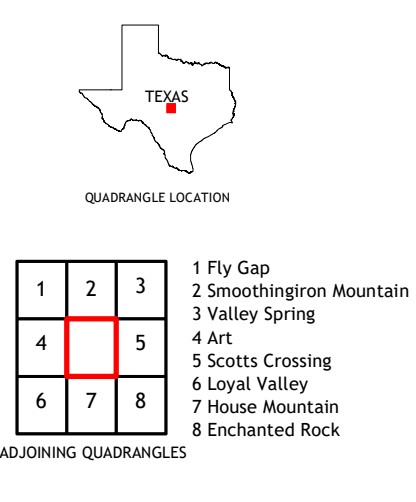 TEXAS
QUADRANGLE LOCATION
1 2 3
4 5
6 7 8
ADJOINING QUADRANGLES
1 Fly Gap
2 Smoothingiron Mountain
3 Valley Spring
4 Art
5 Scotts Crossing
6 Loyal Valley
7 House Mountain
8 Enchanted Rock